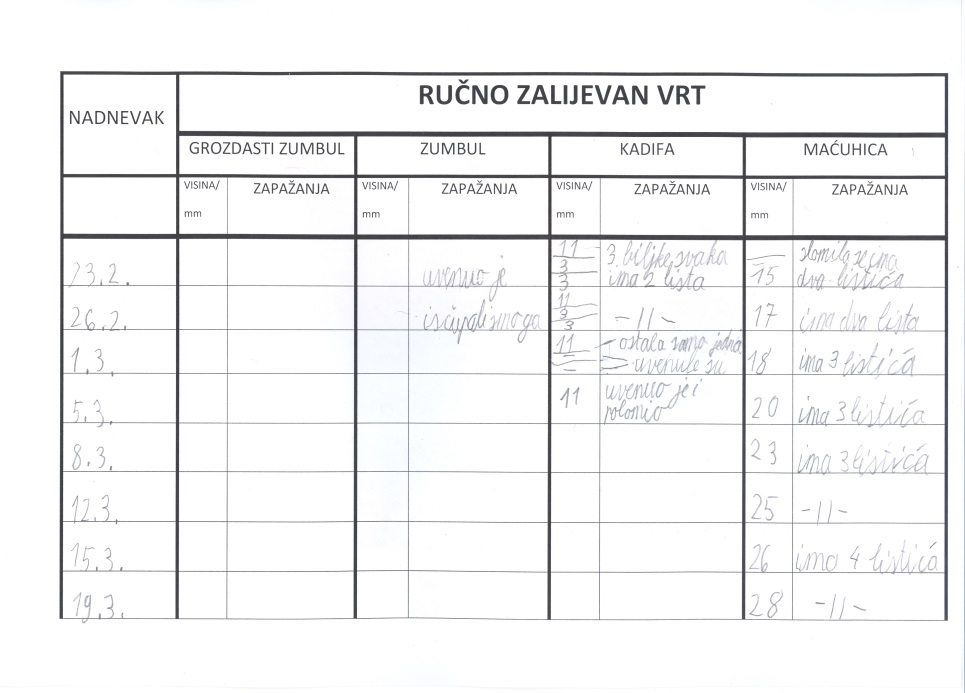 RUČNO ZALIJEVAN VRT
NADNEVAK
GROZDASTI ZUMBUL ZUMBUL KADIFA MAĆUHICA
VISINA/ ZAPAŽANJA VISINA/ ZAPAŽANJA VISINA/ ZAPAŽANJA VISINA/ ZAPAŽANJA
mm mm mm mm
11 3 biljke svaka slomila se ima
23.2. uvenuo je 3 ima 2 lista 15 dva listića
3
26.2. iščupali smo ga 11 -||- 17 ima dva lista
3
3
1.3. 11 ostala samo jedna 18 ima 3 listića
uvenule su
5.3. 11 uvenuo je i 20 ima 3 listića
polomio
8.3. 23 ima 3 listića
12.3. 25 -||-
15.3. 26 ima 4 listića
19.3. 28 -||-